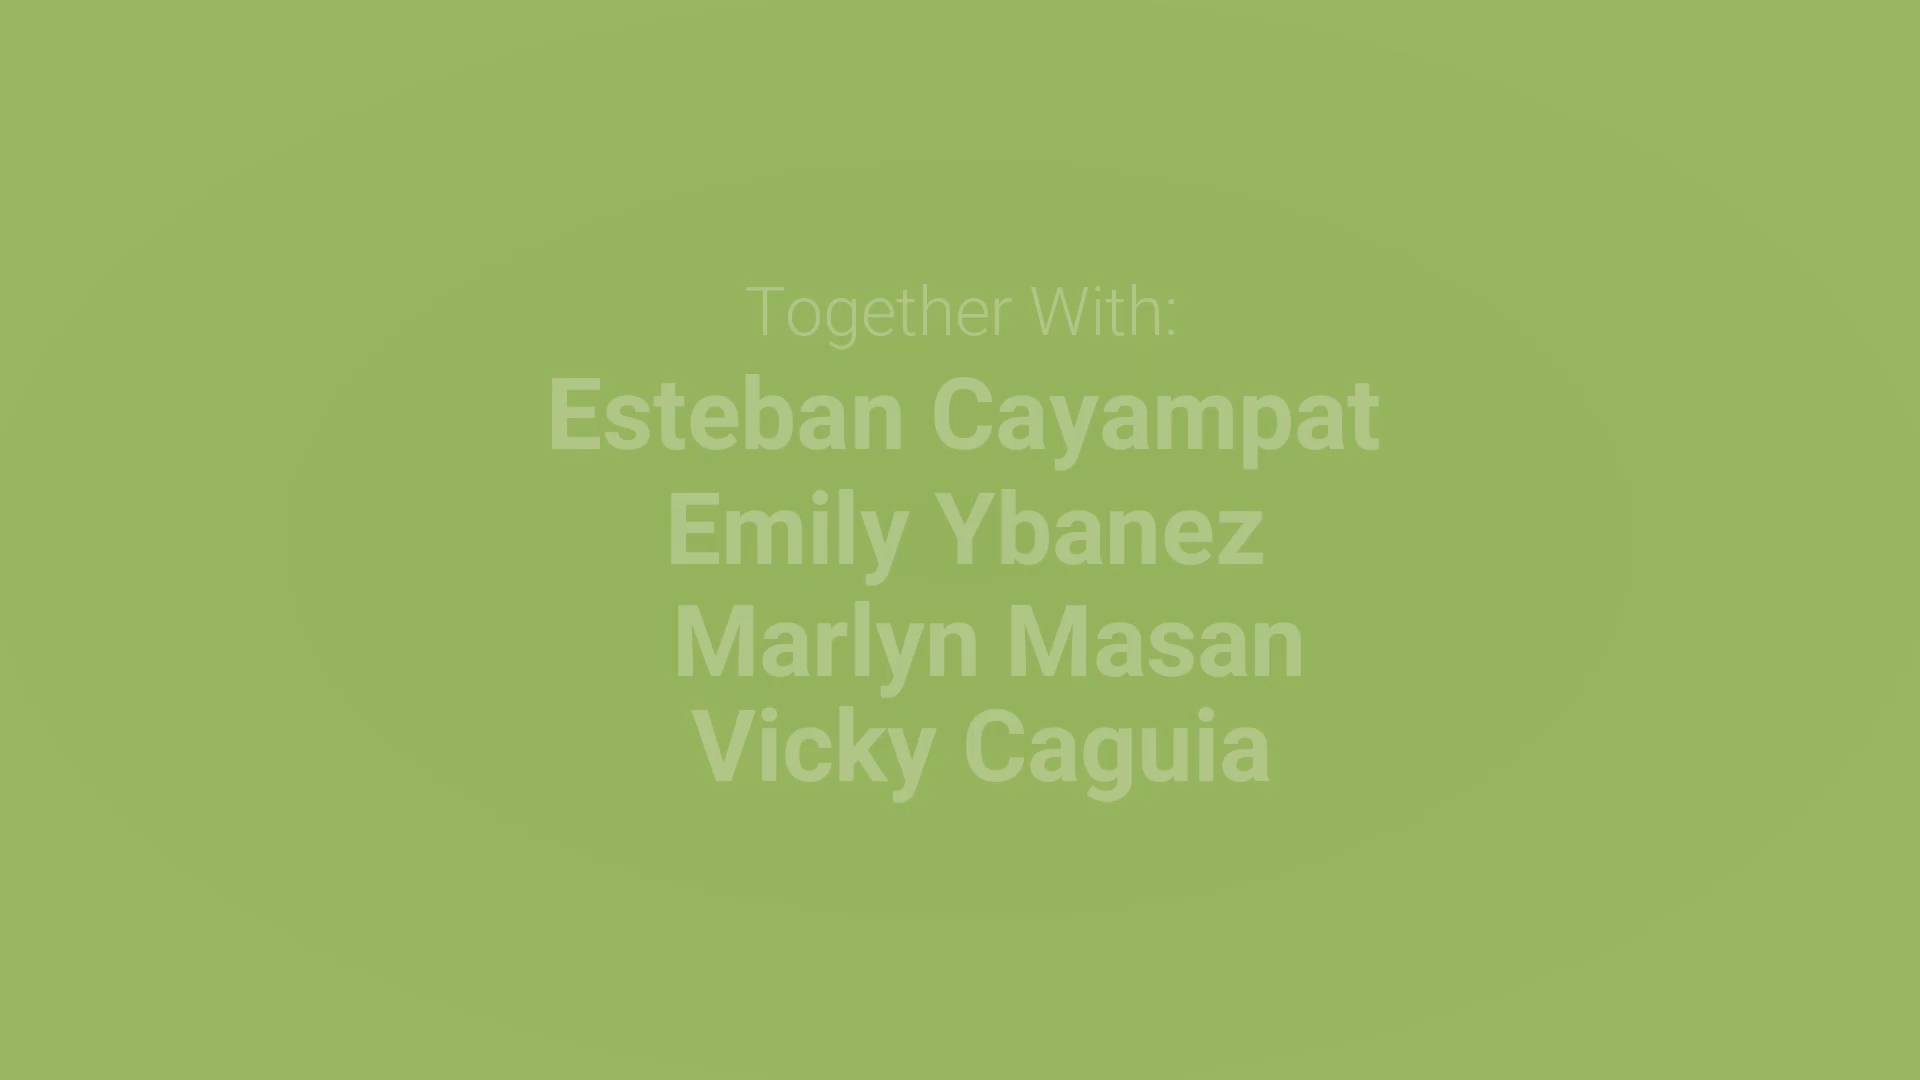 Together With:
Esteban Cayampat
Emily Ybanez
Marlyn Masan
Vicky Caguia